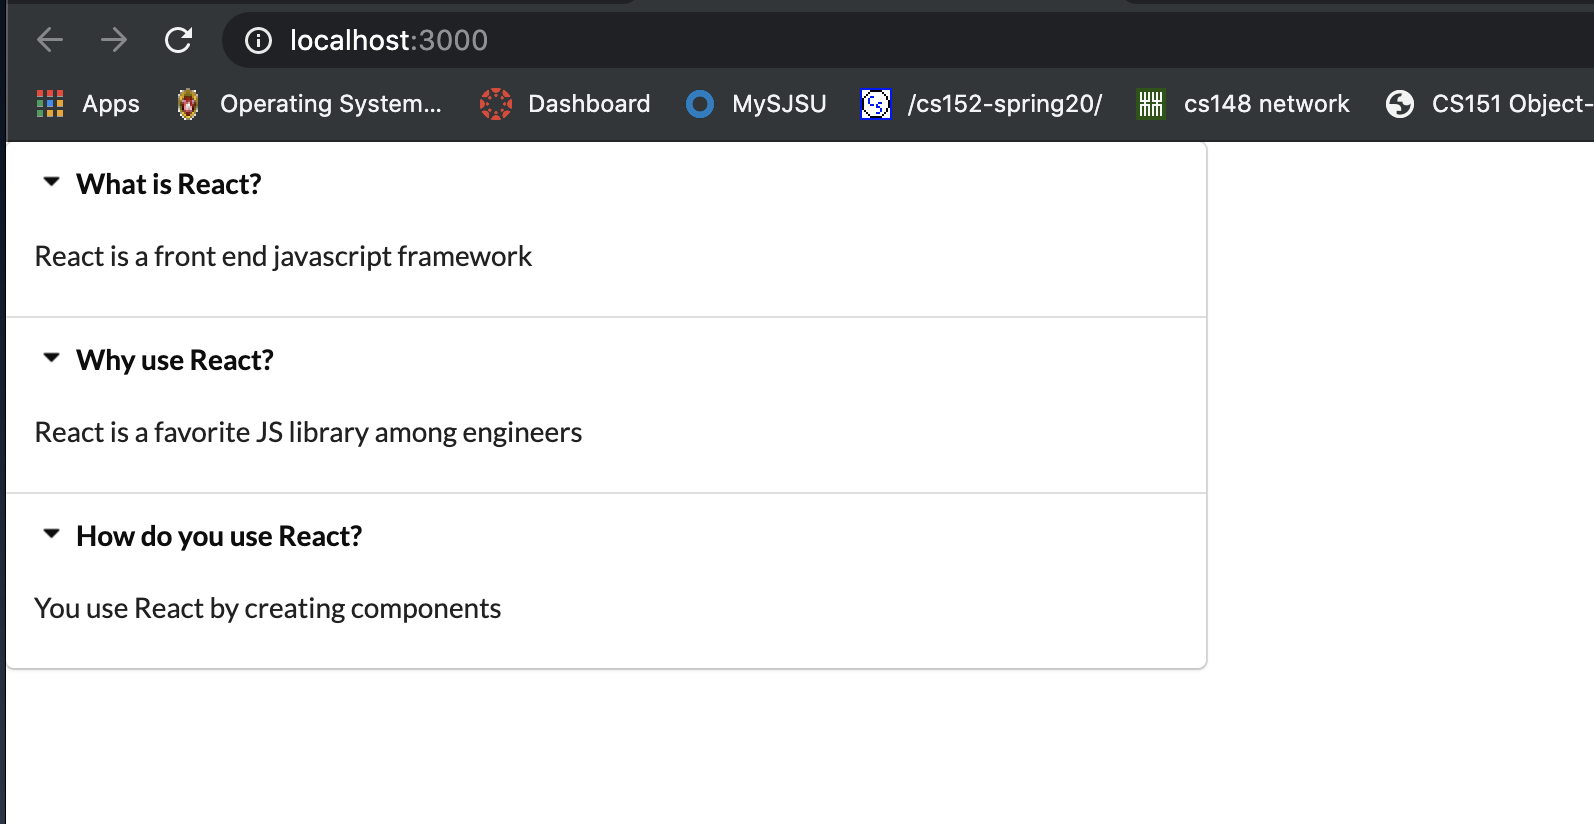 localhost:3000
Apps Operating System... Dashboard MySJSU /cs152-spring20/ cs148 network CS151 Object-
What is React?
React is a front end javascript framework
Why use React?
React is a favorite JS library among engineers
How do you use React?
You use React by creating components